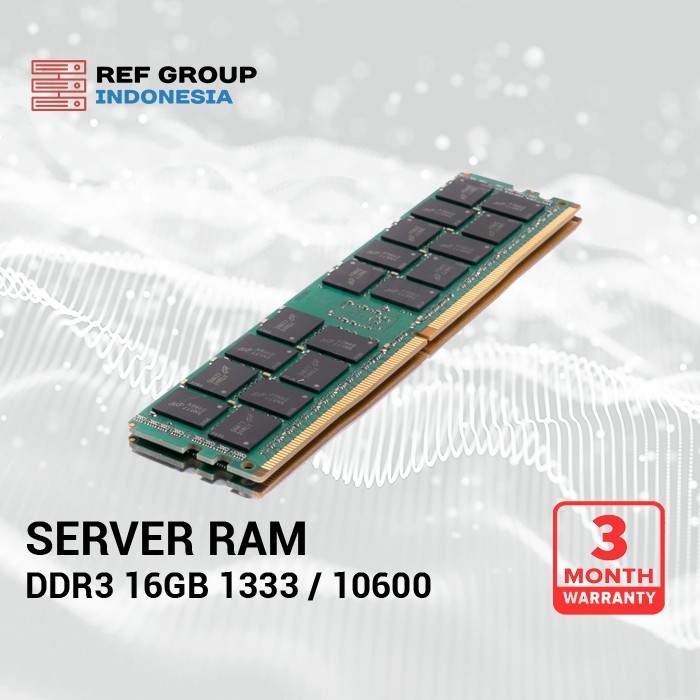 REF GROUP
INDONESIA
SERVER RAM
DDR3 16GB 1333 / 10600
3
MONTH
WARRANTY